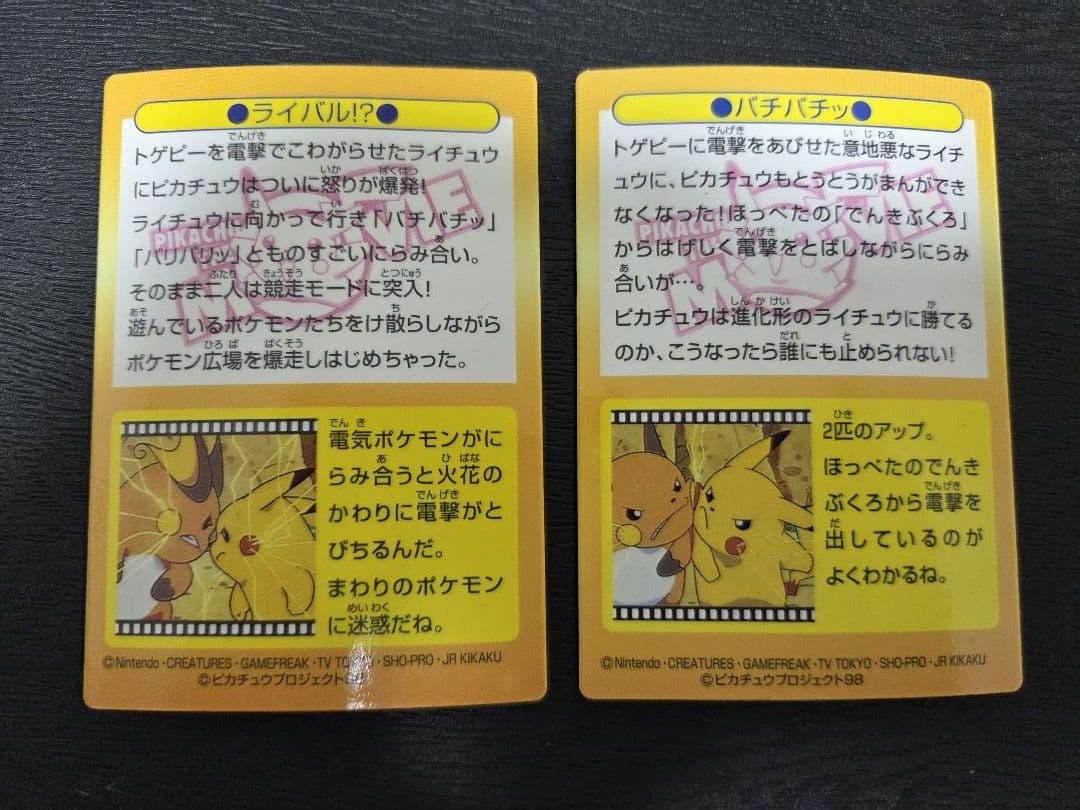 ●ライバル!?●
トゲピーを電撃でこわがらせたライチュウ
にピカチュウはついに怒りが爆発!
ライチュウに向かって行き「バチバチッ」
「バリバリッ」とものすごいにらみ合い。
そのまま二人は競走モードに突入!
遊んでいるポケモンたちをけ散らしながら
ポケモン広場を爆走しはじめちゃった。
電気ポケモンがに
らみ合うと火花の
かわりに電撃がと
びちるんだ。
まわりのポケモン
に迷惑だね。
©Nintendo・CREATURES・GAMEFREAK・TV TOKYO・SHO-PRO・JR KIKAKU
©ピカチュウプロジェクト98
●バチバチッ●
トゲピーに電撃をあびせた意地悪なライチ
ュウに、ピカチュウもとうとうがまんができ
なくなった!ほっぺたの「でんきぶくろ」
からはげしく電撃をとばしながらにらみ
合いが…。
ピカチュウは進化形のライチュウに勝てる
のか、こうなったら誰にも止められない!
2匹のアップ。
ほっぺたのでんき
ぶくろから電撃を
出しているのが
よくわかるね。
©Nintendo・CREATURES・GAMEFREAK・TV TOKYO・SHO-PRO・JR KIKAKU
©ピカチュウプロジェクト98